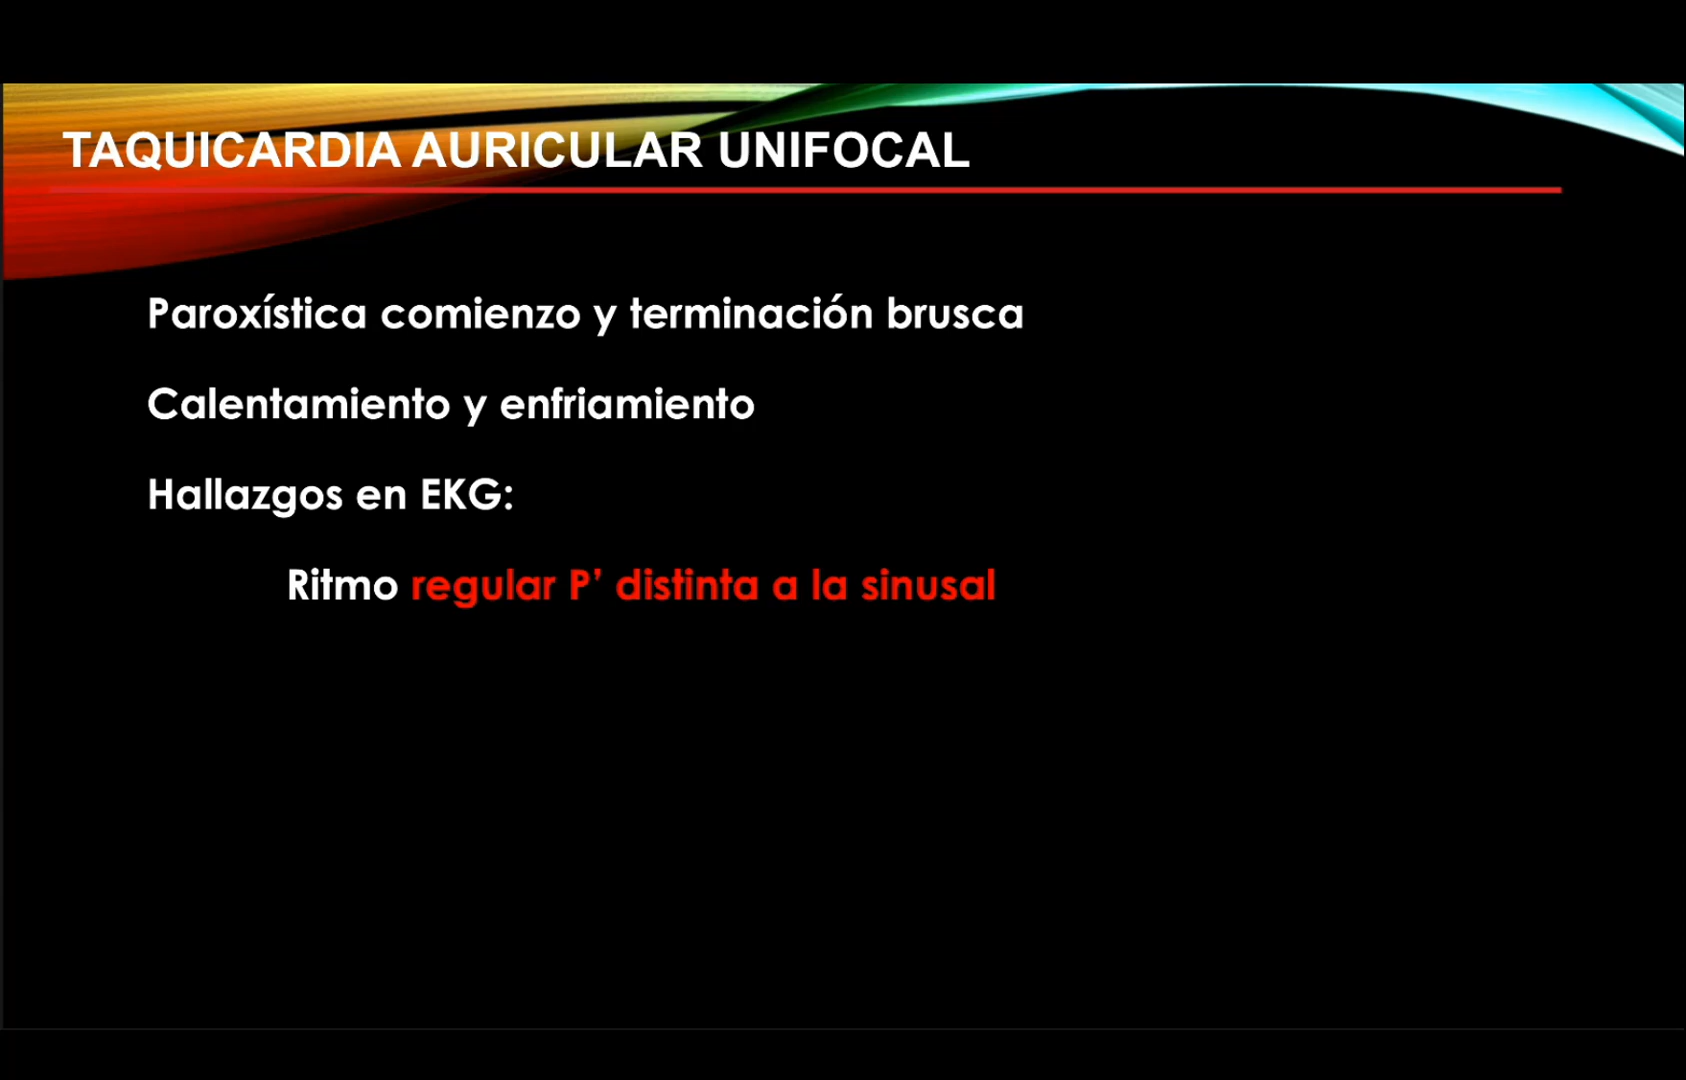 TAQUICARDIA AURICULAR UNIFOCAL
Paroxística comienzo y terminación brusca
Calentamiento y enfriamiento
Hallazgos en EKG:
Ritmo regular P’ distinta a la sinusal